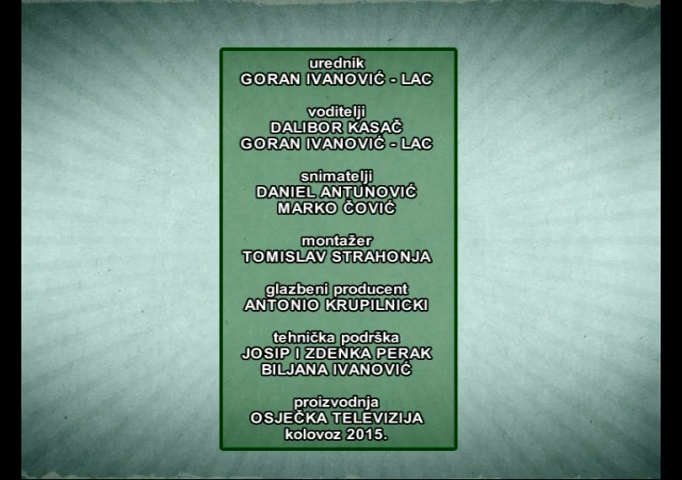 urednik
GORAN IVANOVIĆ - LAC
voditelji
DALIBOR KASAČ
GORAN IVANOVIĆ - LAC
snimatelji
DANIEL ANTUNOVIĆ
MARKO ČOVIĆ
montažer
TOMISLAV STRAHONJA
glazbeni producent
ANTONIO KRUPILNICKI
tehnička podrška
JOSIP I ZDENKA PERAK
BILJANA IVANOVIĆ
proizvodnja
OSJEČKA TELEVIZIJA
kolovoz 2015.